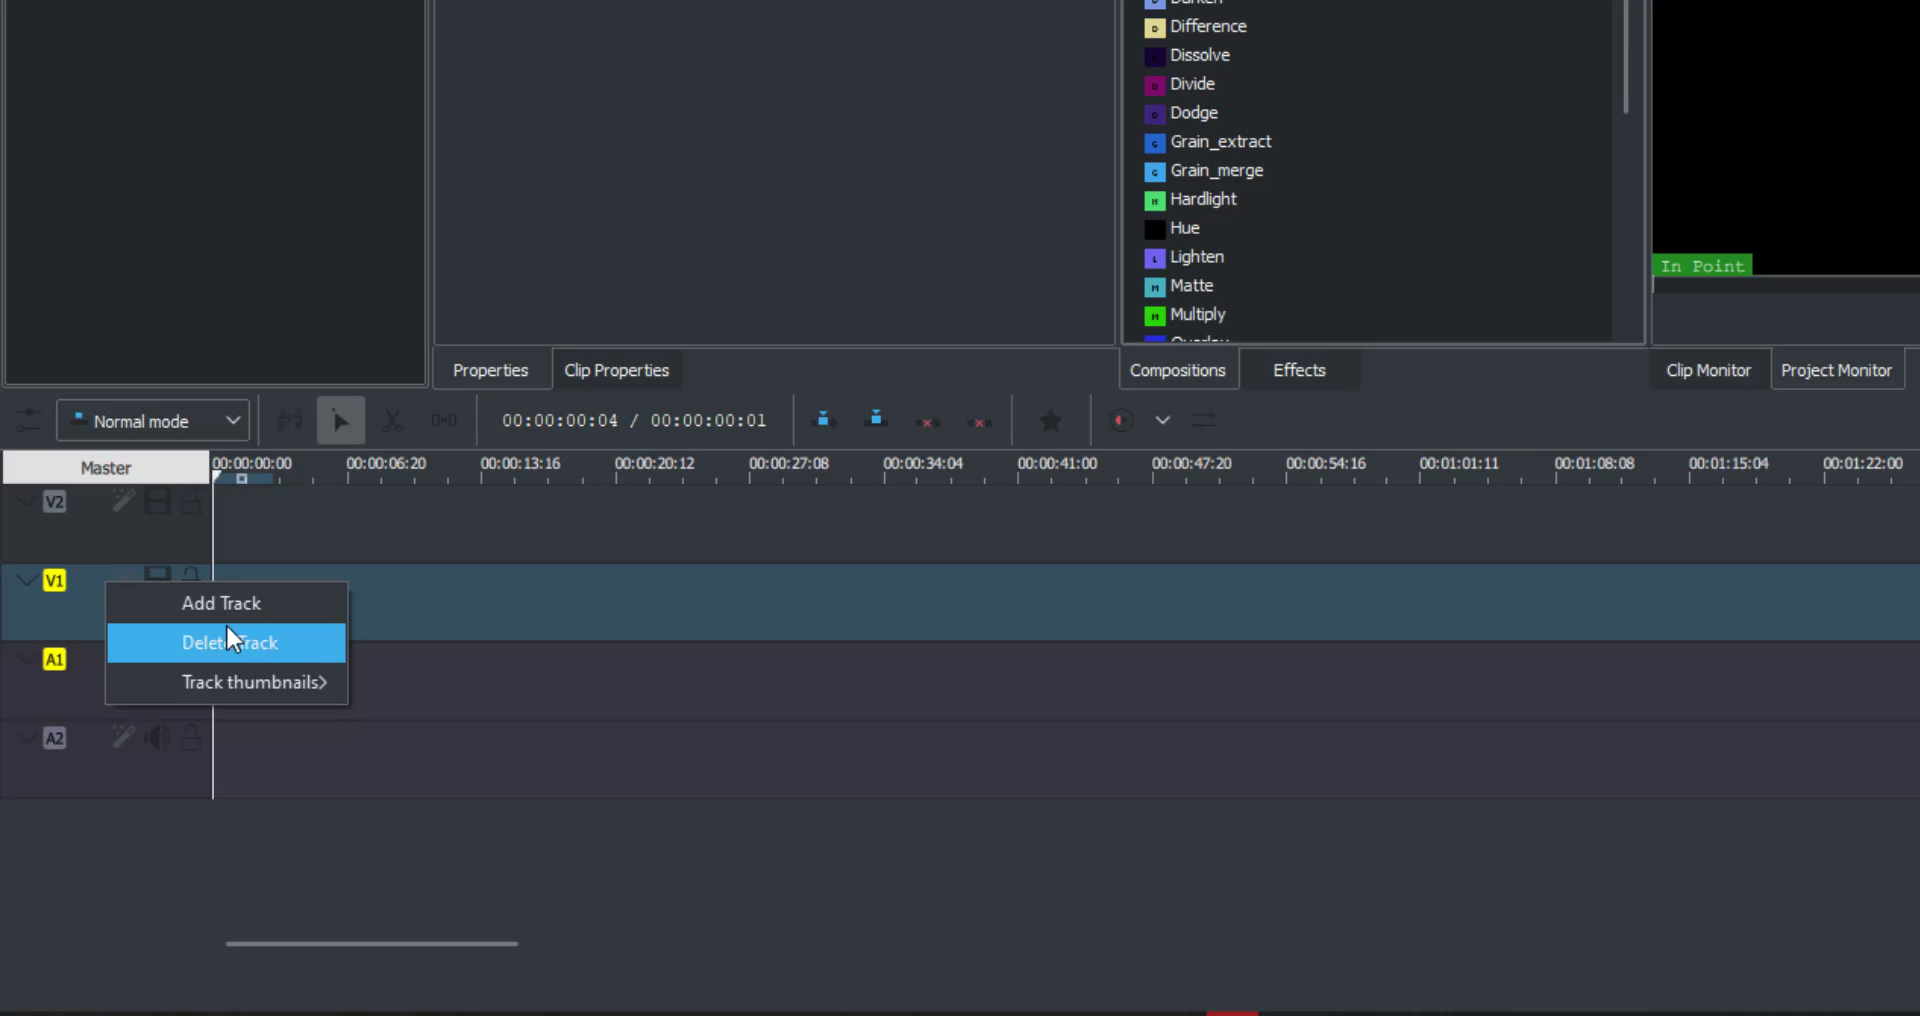 Darken
Difference
Dissolve
Divide
Dodge
Grain_extract
Grain_merge
Hardlight
Hue
Lighten
Matte
Multiply
Overlay
In Point
Properties
Clip Properties
Compositions
Effects
Clip Monitor
Project Monitor
Normal mode
00:00:00:04 / 00:00:00:01
Master
00:00:00:00
00:00:06:20
00:00:13:16
00:00:20:12
00:00:27:08
00:00:34:04
00:00:41:00
00:00:47:20
00:00:54:16
00:01:01:11
00:01:08:08
00:01:15:04
00:01:22:00
V2
V1
Add Track
Delete Track
A1
Track thumbnails
A2